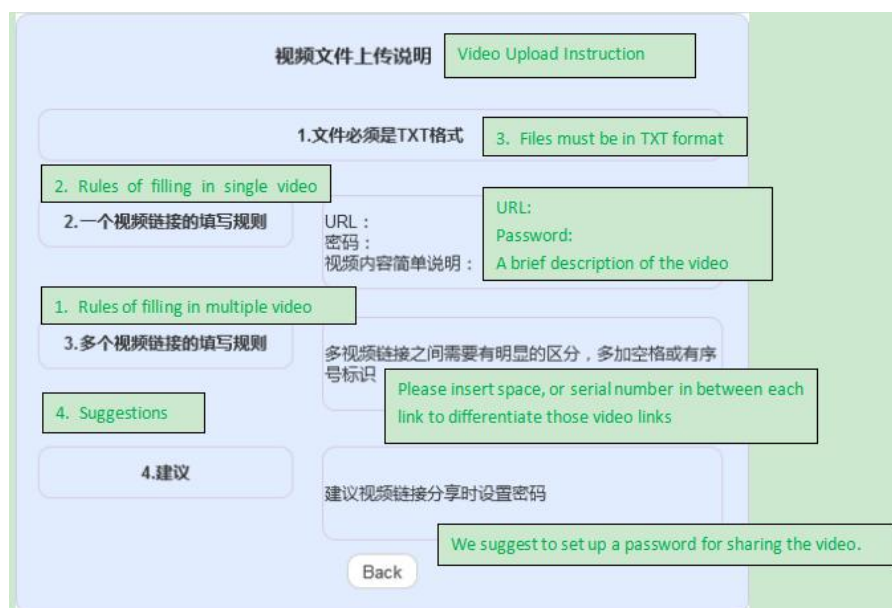 视频文件上传说明
Video Upload Instruction
1.文件必须是TXT格式
3. Files must be in TXT format
2. Rules of filling in single video
2.一个视频链接的填写规则
URL：
密码：
视频内容简单说明：
URL:
Password:
A brief description of the video
1. Rules of filling in multiple video
3.多个视频链接的填写规则
多视频链接之间需要有明显的区分，多加空格或有序
号标识
Please insert space, or serial number in between each
link to differentiate those video links
4. Suggestions
4.建议
建议视频链接分享时设置密码
We suggest to set up a password for sharing the video.
Back